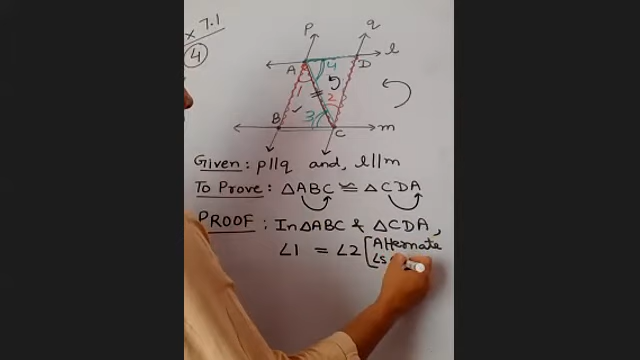 x 7.1
4
p
q
l
A
D
4
1
2
3
B
C
m
Given: p||q and, l||m
To Prove: △ABC ≅ △CDA
PROOF: In △ABC & △CDA,
∠1 = ∠2 [Alternate
∠s